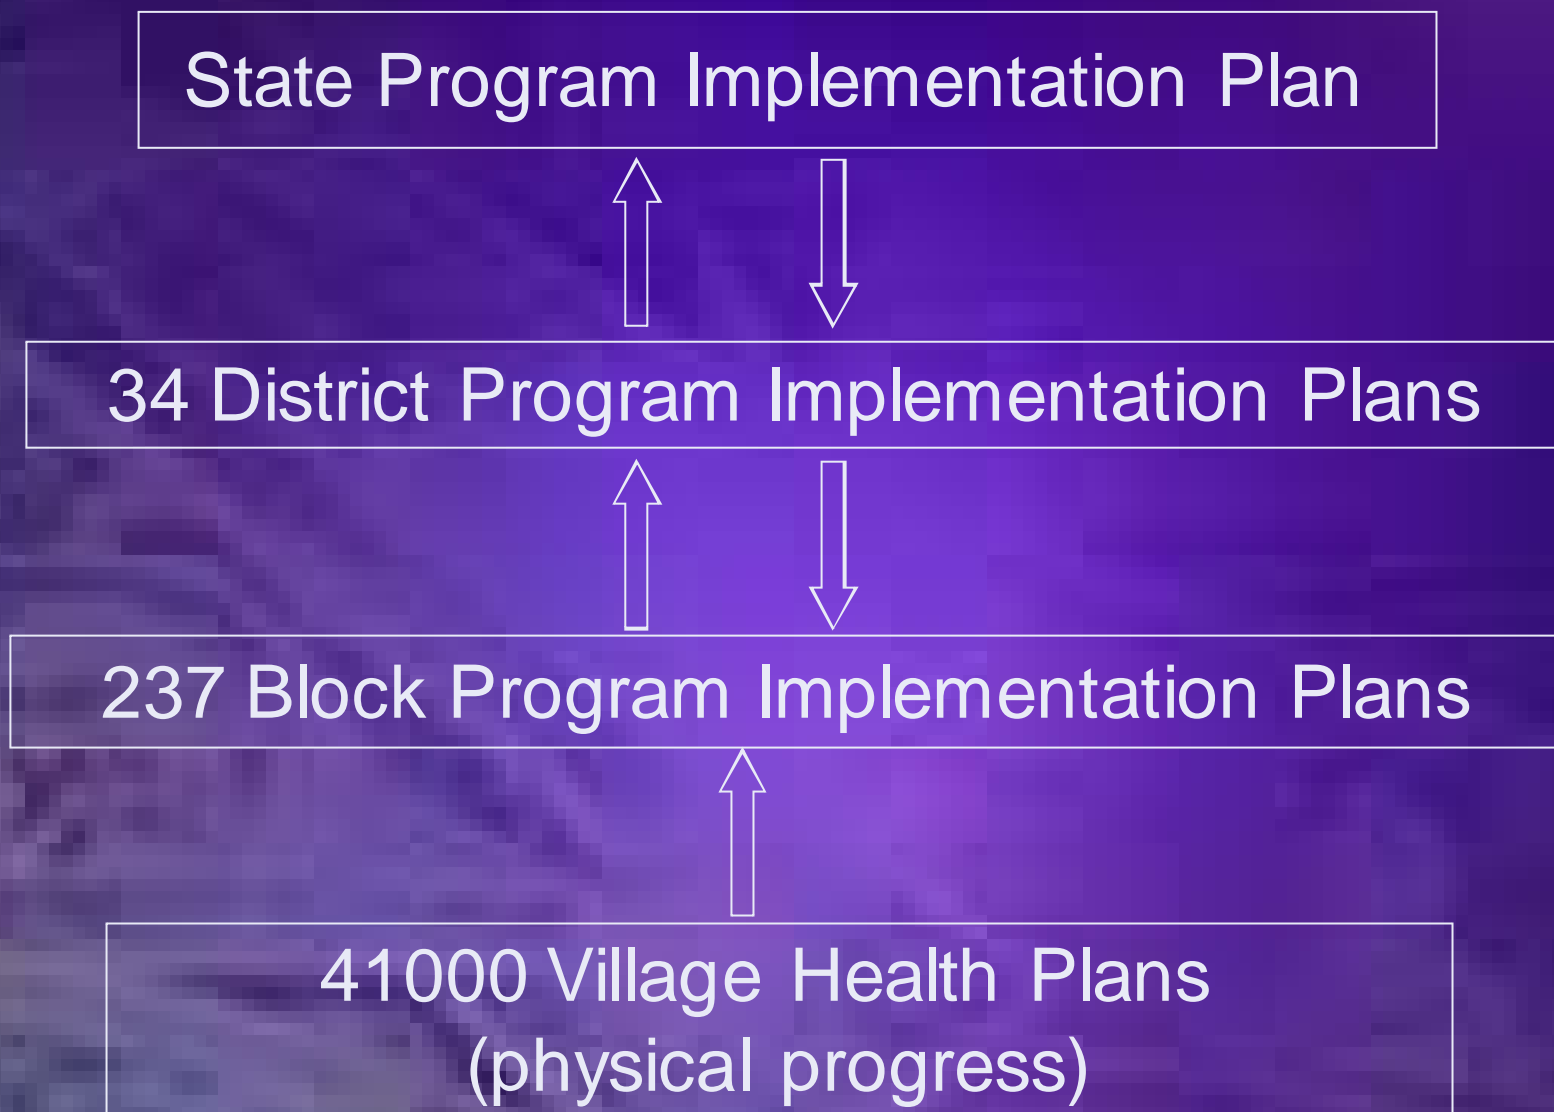 State Program Implementation Plan
34 District Program Implementation Plans
237 Block Program Implementation Plans
41000 Village Health Plans
(physical progress)